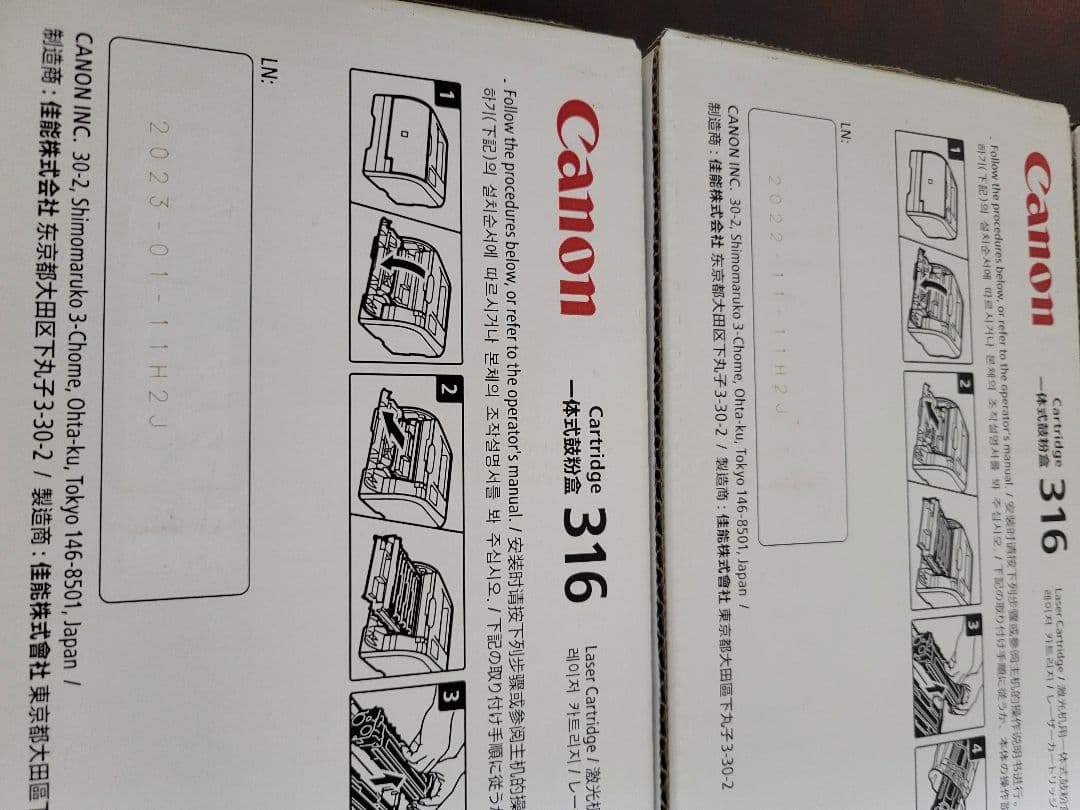 Canon
Cartridge
一体式鼓粉盒
316
Laser Cartridge / 激光
레이저 카트리지 / レー
- Follow the procedures below, or refer to the operator's manual. / 安装时请按下列步骤或参阅主机的操
하기(下記)의 설치순서에 따르시거나 본체의 조작설명서를 봐 주십시오. / 下記の取り付け手順に従うか
1
2
3
LN:
2023-01-11H2J
CANON INC. 30-2, Shimomaruko 3-Chome, Ohta-ku, Tokyo 146-8501, Japan /
制造商：佳能株式会社 东京都大田区下丸子3-30-2 / 製造商：佳能株式會社 東京都大田區
Canon
Cartridge
一体式鼓粉盒
316
Laser Cartridge / 激光机用一体式鼓粉
레이저 카트리지 / レーザーカートリッ
- Follow the procedures below, or refer to the operator's manual. / 安装时请按下列步骤或参阅主机的操作说明书进行
하기(下記)의 설치순서에 따르시거나 본체의 조작설명서를 봐 주십시오. / 下記の取り付け手順に従うか、本体の操作
1
2
3
4
LN:
2022-11-11H2J
CANON INC. 30-2, Shimomaruko 3-Chome, Ohta-ku, Tokyo 146-8501, Japan /
制造商：佳能株式会社 东京都大田区下丸子3-30-2 / 製造商：佳能株式會社 東京都大田區下丸子3-30-2